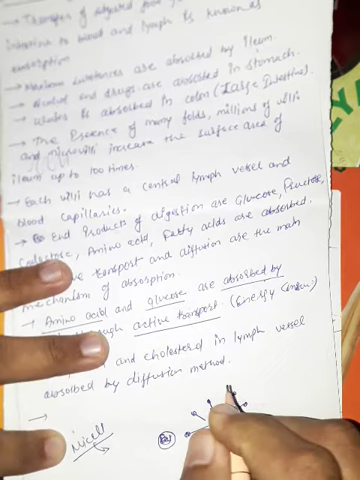 → Transfer of digested food
intestine to blood and lymph is known as
absorption
→ Maximum substances are absorbed by ileum.
→ Alcohol and drugs are absorbed in stomach.
→ Water is absorbed in colon (Large Intestine).
→ The presence of many folds, millions of villi
and microvilli increase the surface area of
ileum up to 100 times.
→ Each villi has a central lymph vessel and
blood capillaries.
→ End Products of digestion are Glucose, Fructose,
Galactose, Amino acid, Fatty acids are absorbed.
transport and diffusion are the main
mechanism of absorption.
→ Amino acid and glucose are absorbed by
through active transport. (Energy
and cholesterol in lymph vessel
absorbed by diffusion method.
→
Micell